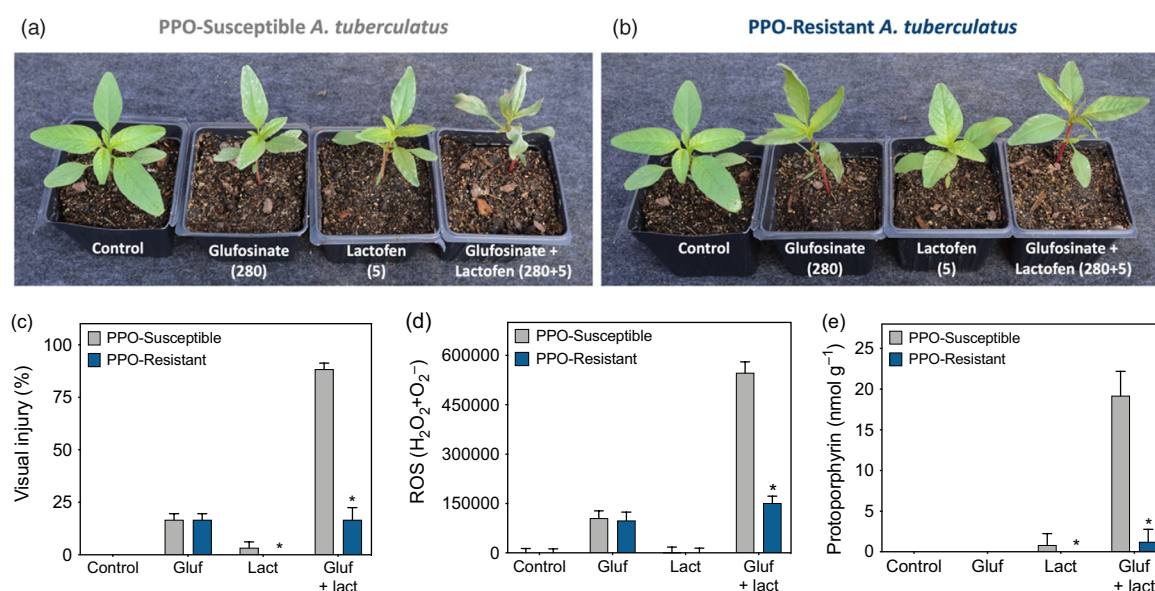 (a)
PPO-Susceptible A. tuberculatus
Control
Glufosinate
(280)
Lactofen
(5)
Glufosinate +
Lactofen (280+5)
(b)
PPO-Resistant A. tuberculatus
Control
Glufosinate
(280)
Lactofen
(5)
Glufosinate +
Lactofen (280+5)
(c)
PPO-Susceptible
PPO-Resistant
Visual injury (%)
100
75
50
25
0
*
*
Control
Gluf
Lact
Gluf
+ lact
(d)
PPO-Susceptible
PPO-Resistant
ROS (H₂O₂+O₂⁻)
600000
450000
300000
150000
0
*
Control
Gluf
Lact
Gluf
+ lact
(e)
PPO-Susceptible
PPO-Resistant
Protoporphyrin (nmol g⁻¹)
25
20
15
10
5
0
*
*
Control
Gluf
Lact
Gluf
+ lact